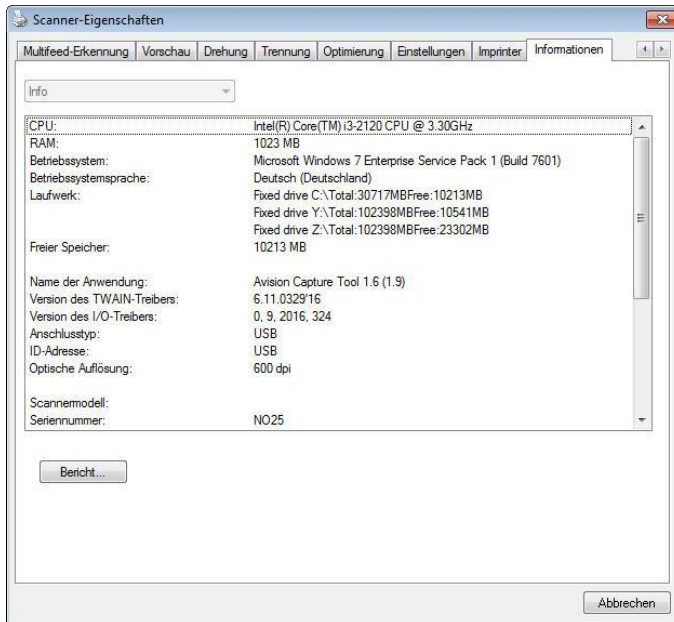 Scanner-Eigenschaften
Multifeed-Erkennung Vorschau Drehung Trennung Optimierung Einstellungen Imprinter Informationen
Info
CPU: Intel(R) Core(TM) i3-2120 CPU @ 3.30GHz
RAM: 1023 MB
Betriebssystem: Microsoft Windows 7 Enterprise Service Pack 1 (Build 7601)
Betriebssystemsprache: Deutsch (Deutschland)
Laufwerk: Fixed drive C:\Total:30717MBFree:10213MB
Fixed drive Y:\Total:102398MBFree:10541MB
Fixed drive Z:\Total:102398MBFree:23302MB
Freier Speicher: 10213 MB
Name der Anwendung: Avision Capture Tool 1.6 (1.9)
Version des TWAIN-Treibers: 6.11.0329'16
Version des I/O-Treibers: 0, 9, 2016, 324
Anschlusstyp: USB
ID-Adresse: USB
Optische Auflösung: 600 dpi
Scannermodell:
Seriennummer: NO25
Bericht...
Abbrechen